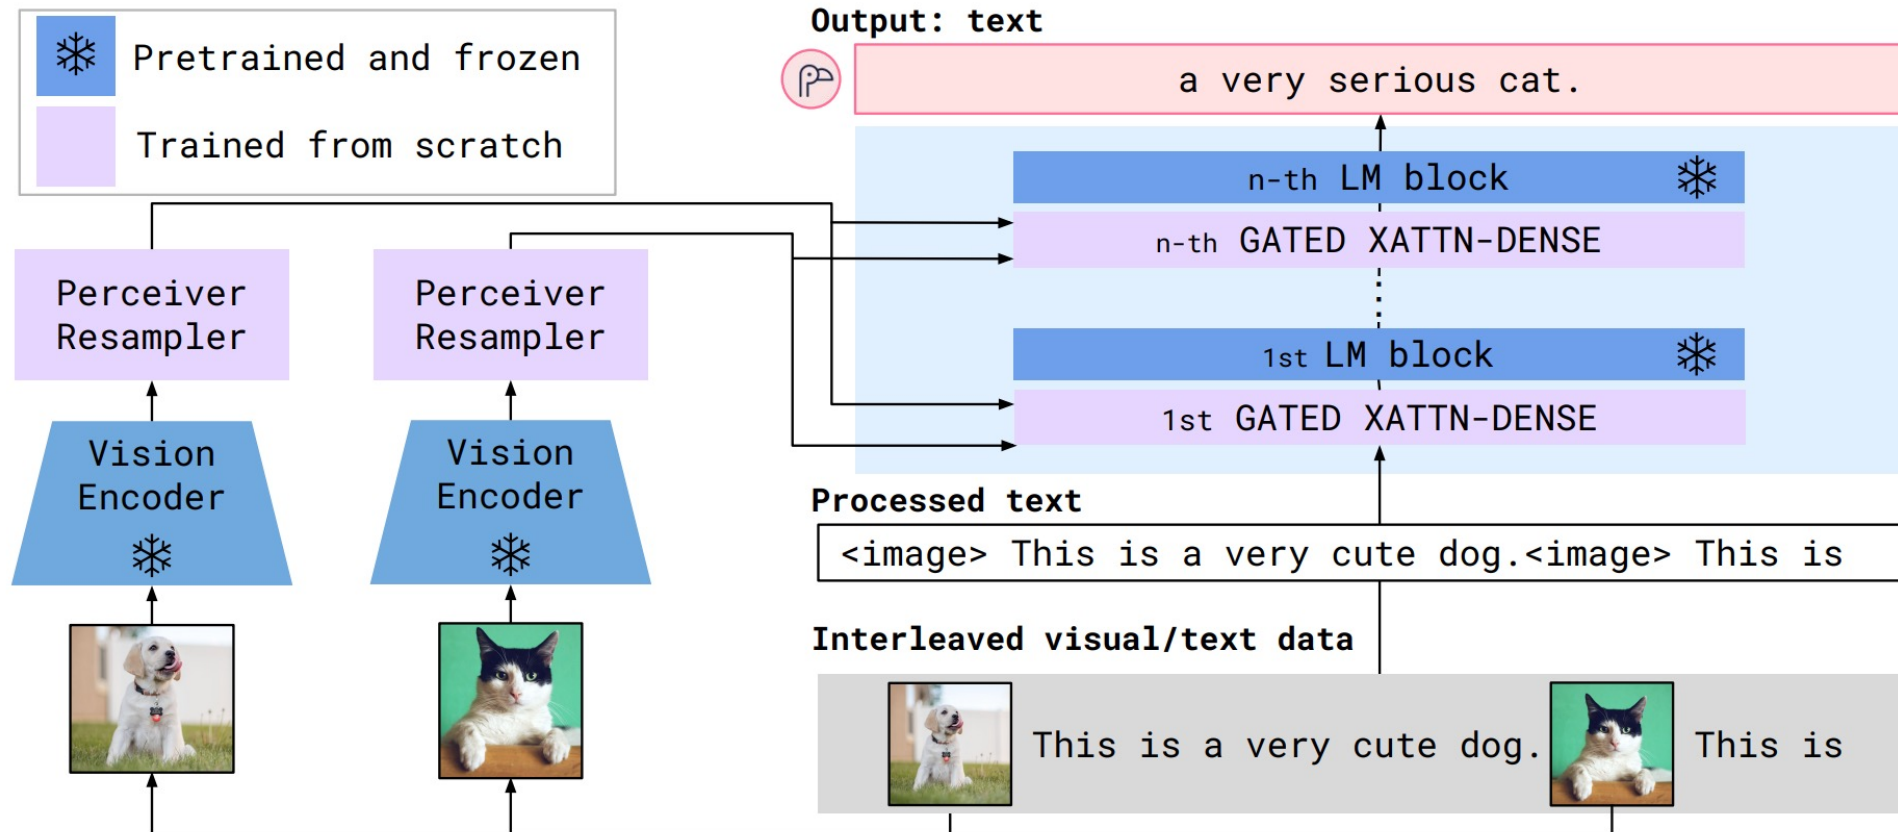 Pretrained and frozen
Trained from scratch
Output: text
a very serious cat.
n-th LM block
n-th GATED XATTN-DENSE
1st LM block
1st GATED XATTN-DENSE
Perceiver
Resampler
Perceiver
Resampler
Vision
Encoder
Vision
Encoder
Processed text
<image> This is a very cute dog.<image> This is
Interleaved visual/text data
This is a very cute dog.
This is